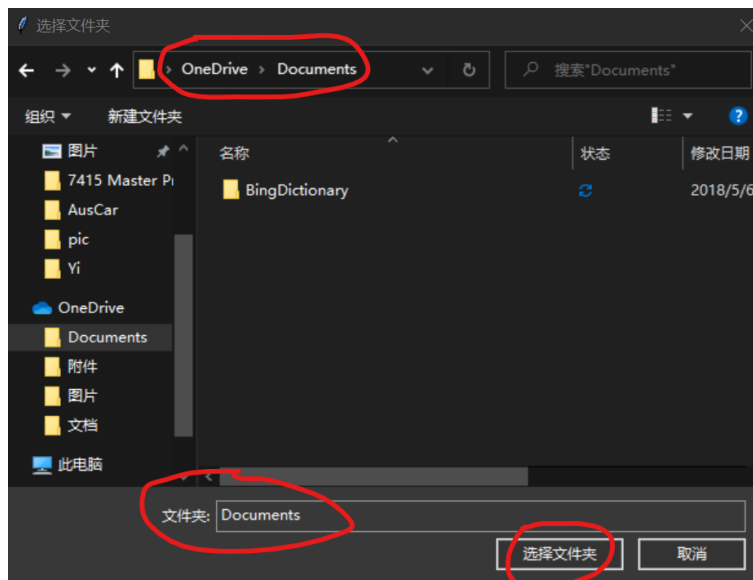 选择文件夹
OneDrive › Documents
搜索"Documents"
组织
新建文件夹
?
图片
7415 Master Pr
AusCar
pic
Yi
OneDrive
Documents
附件
图片
文档
此电脑
名称
状态
修改日期
BingDictionary
2018/5/6
文件夹: Documents
选择文件夹
取消